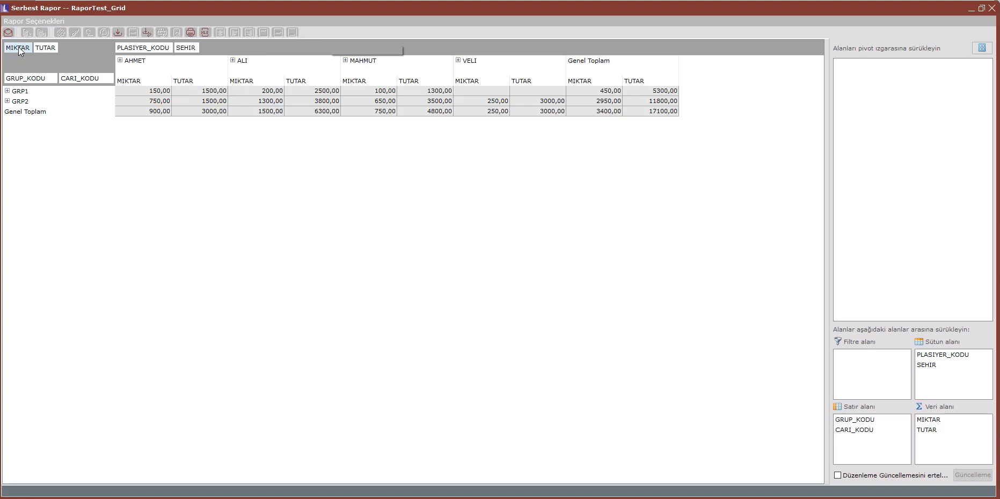 Serbest Rapor -- RaporTest_Grid
Rapor Seçenekleri
XLS
MIKTAR TUTAR PLASIYER_KODU SEHIR
Alanları pivot ızgarasına sürükleyin
AHMET ALI MAHMUT VELI Genel Toplam
GRUP_KODU CARI_KODU MIKTAR TUTAR MIKTAR TUTAR MIKTAR TUTAR MIKTAR TUTAR MIKTAR TUTAR
GRP1 150,00 1500,00 200,00 2500,00 100,00 1300,00 450,00 5300,00
GRP2 750,00 1500,00 1300,00 3800,00 650,00 3500,00 250,00 3000,00 2950,00 11800,00
Genel Toplam 900,00 3000,00 1500,00 6300,00 750,00 4800,00 250,00 3000,00 3400,00 17100,00
Alanlar aşağıdaki alanlar arasına sürükleyin:
Filtre alanı Sütun alanı
PLASIYER_KODU
SEHIR
Satır alanı Veri alanı
GRUP_KODU MIKTAR
CARI_KODU TUTAR
Düzenleme Güncellemesini ertel... Güncelleme